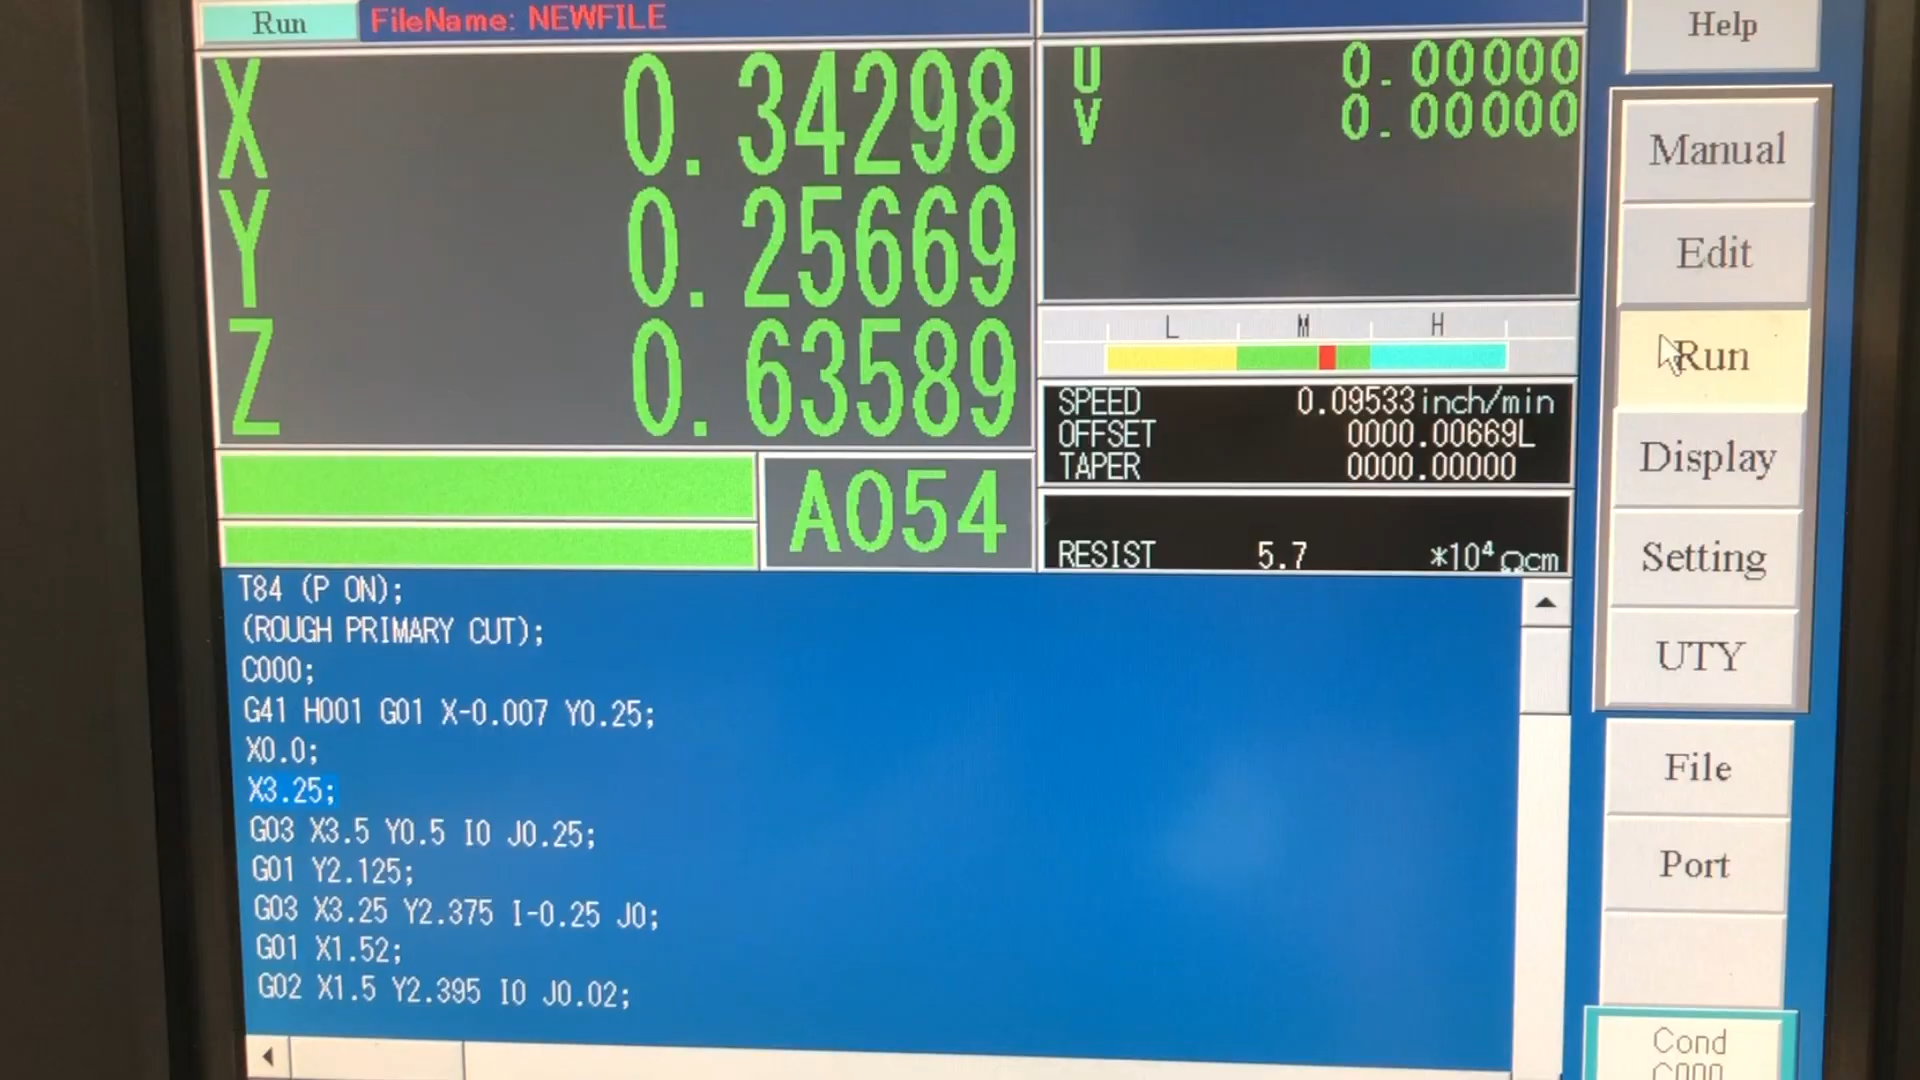 Run FileName: NEWFILE
Help
X 0.34298
Y 0.25669
Z 0.63589
U 0.00000
V 0.00000
L M H
SPEED 0.09533inch/min
OFFSET 0000.00669L
TAPER 0000.00000
A054
RESIST 5.7 *10⁴Ωcm
T84 (P ON);
(ROUGH PRIMARY CUT);
C000;
G41 H001 G01 X-0.007 Y0.25;
X0.0;
X3.25;
G03 X3.5 Y0.5 I0 J0.25;
G01 Y2.125;
G03 X3.25 Y2.375 I-0.25 J0;
G01 X1.52;
G02 X1.5 Y2.395 I0 J0.02;
Manual
Edit
Run
Display
Setting
UTY
File
Port
Cond
C000